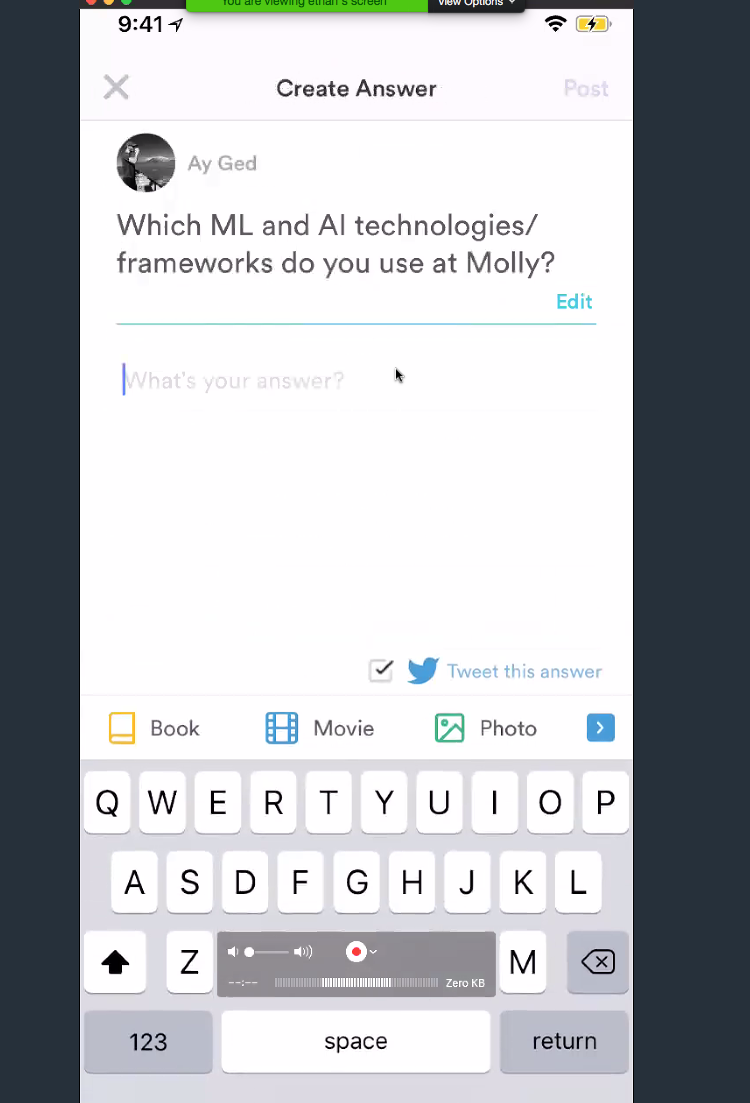 You are viewing ethan's screen
View Options
9:41
Create Answer
Post
Ay Ged
Which ML and AI technologies/
frameworks do you use at Molly?
Edit
What's your answer?
Tweet this answer
Book
Movie
Photo
Q W E R T Y U I O P
A S D F G H J K L
Z
M
--:--
Zero KB
123
space
return